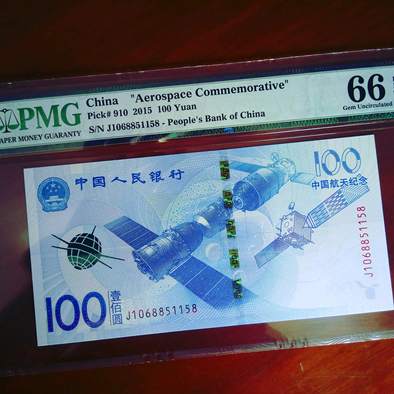 PMG
PAPER MONEY GUARANTY
China "Aerospace Commemorative"
Pick# 910 2015 100 Yuan
S/N J1068851158 - People's Bank of China
66
Gem Uncirculated
中国人民银行
100
中国航天纪念
J1068851158
100
壹佰圆
J1068851158